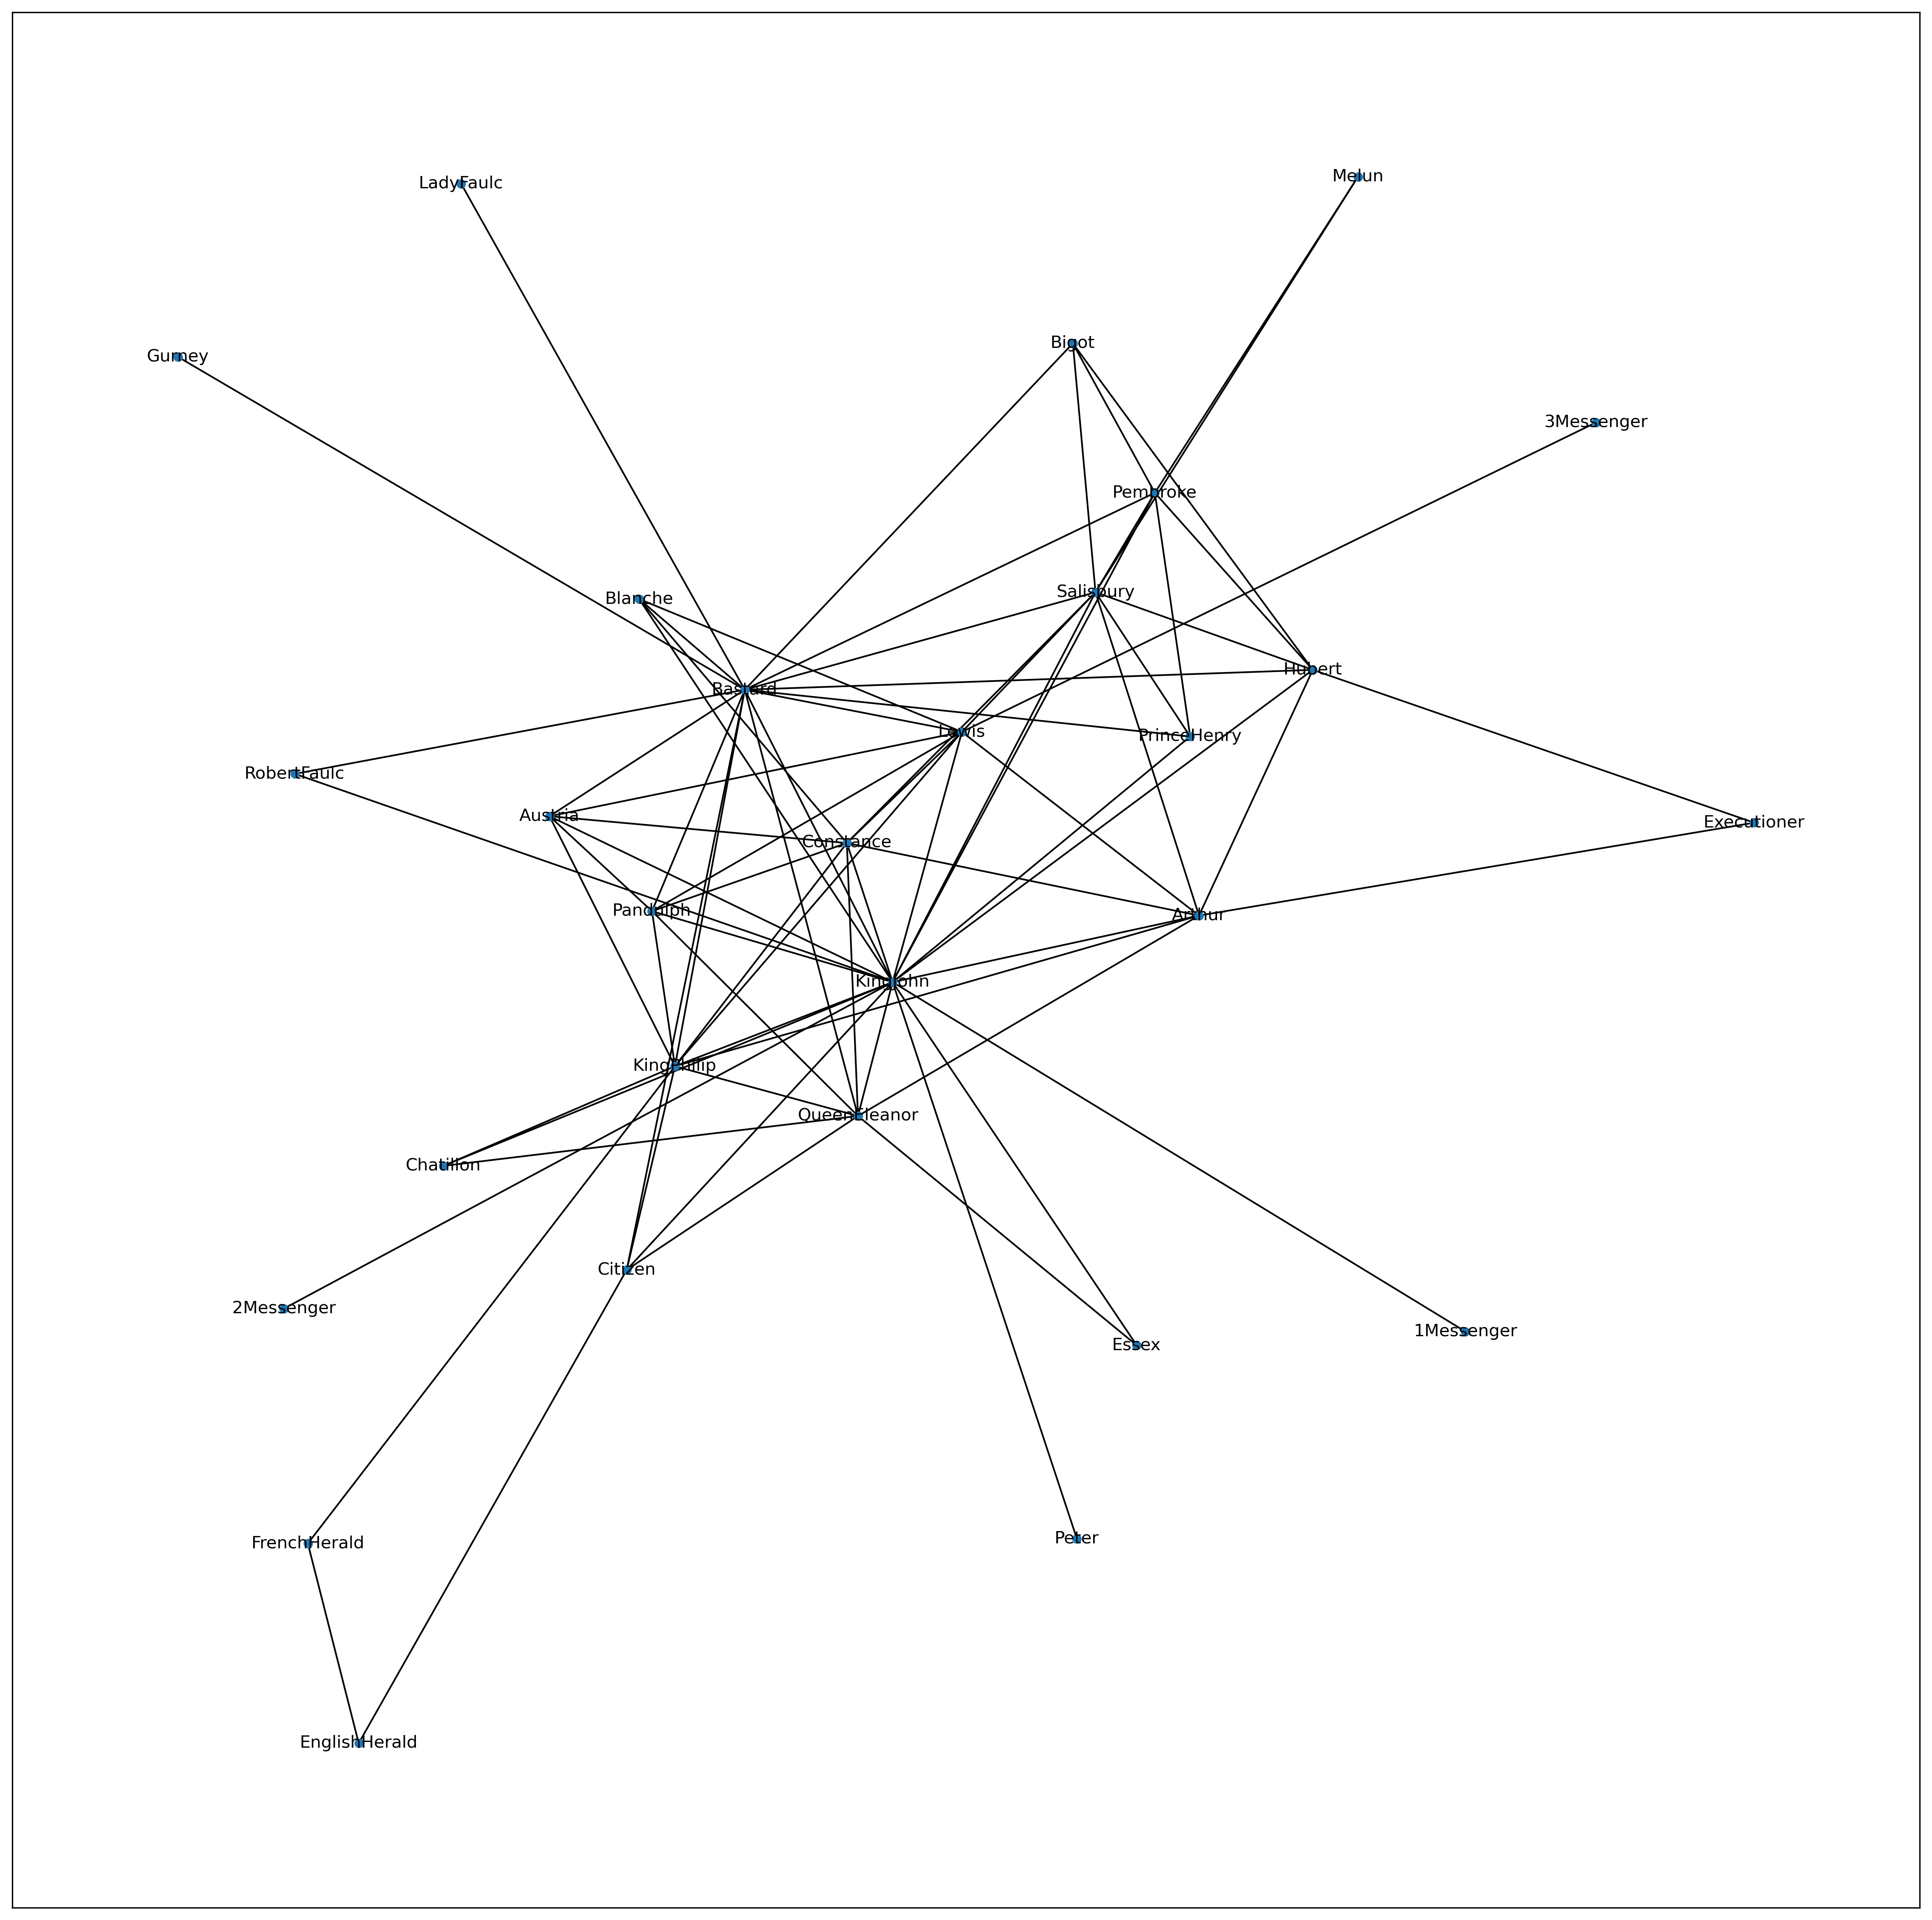 LadyFaulc
Melun
Bigot
Gurney
3Messenger
Pembroke
Salisbury
Blanche
Hubert
Bastard
Lewis
PrinceHenry
RobertFaulc
Austria
Executioner
Constance
Pandulph
Arthur
KingJohn
KingPhilip
QueenEleanor
Chatillon
Citizen
2Messenger
1Messenger
Essex
Peter
FrenchHerald
EnglishHerald